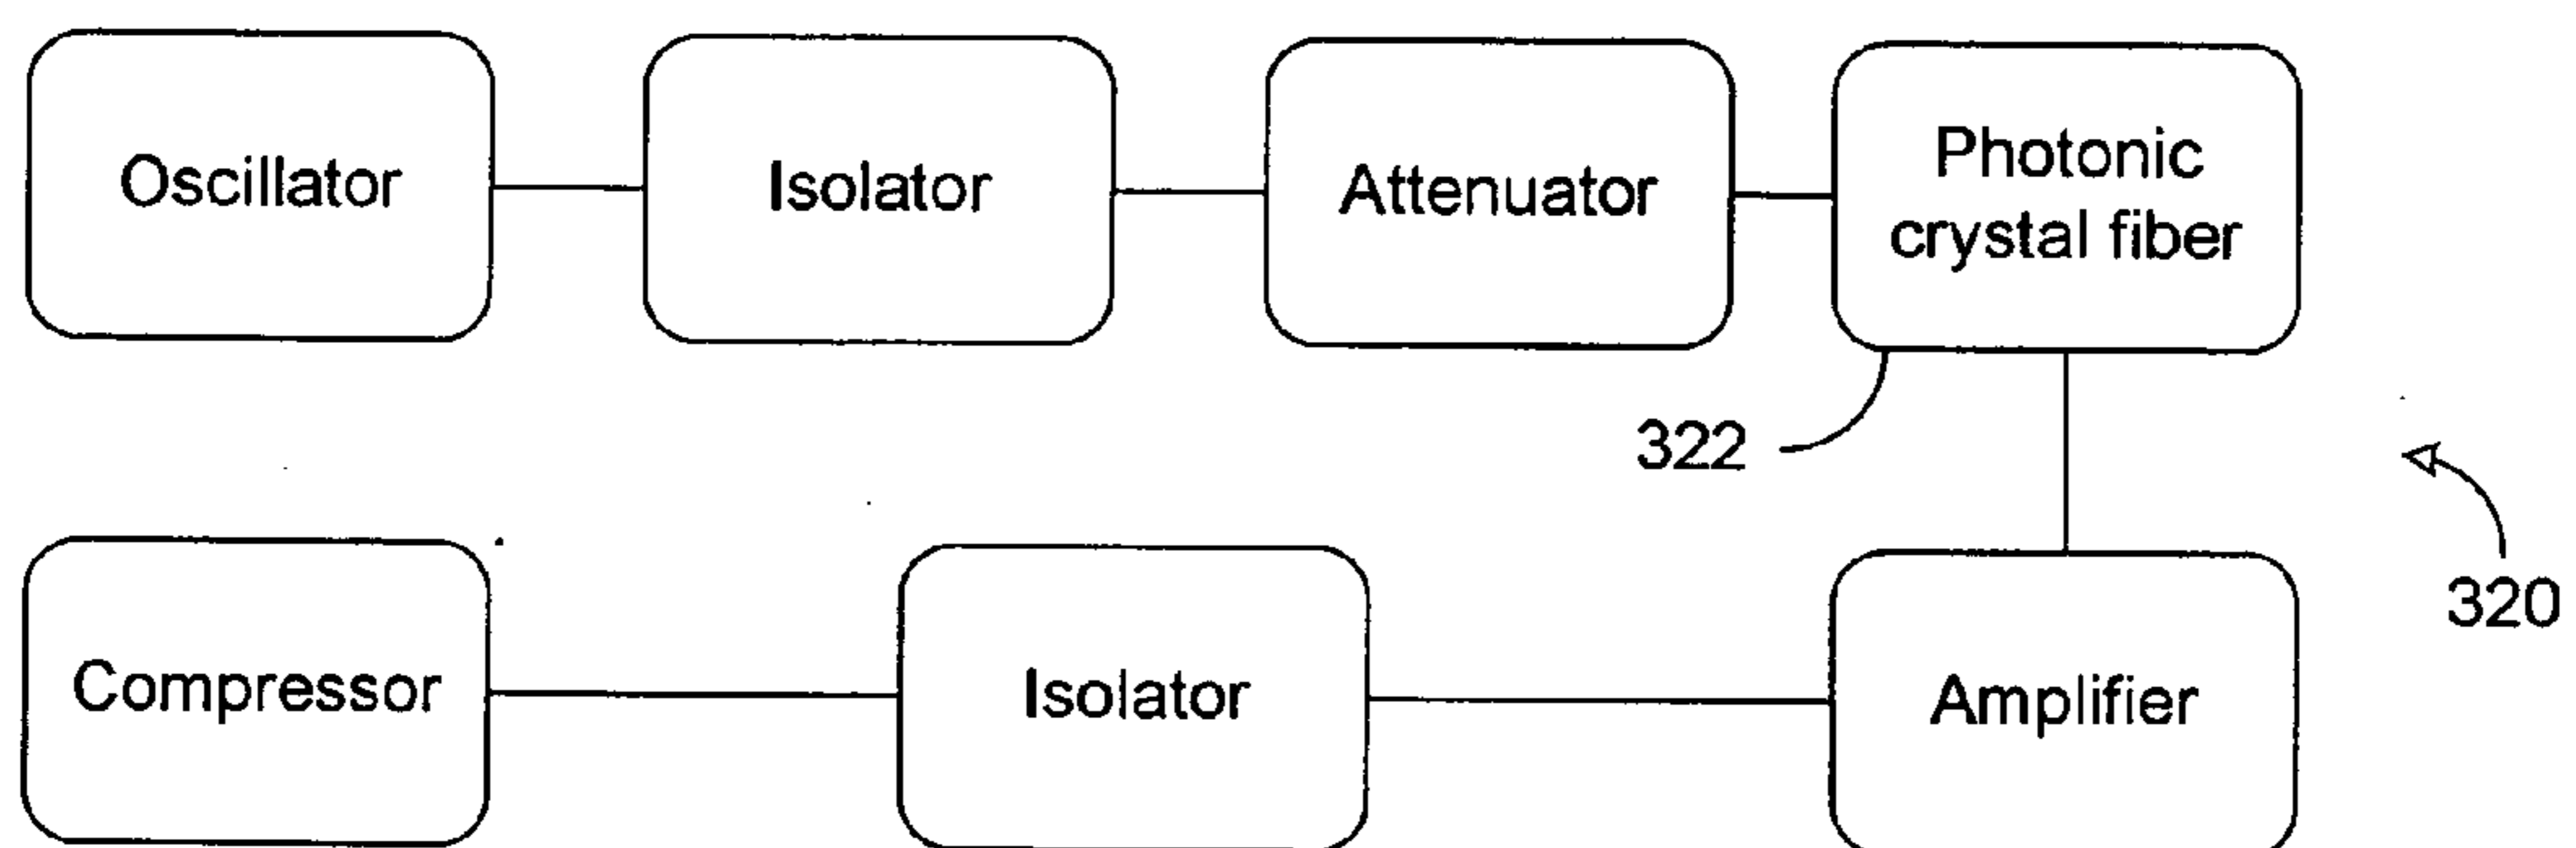 Oscillator
Isolator
Attenuator
Photonic
crystal fiber
322
320
Compressor
Isolator
Amplifier